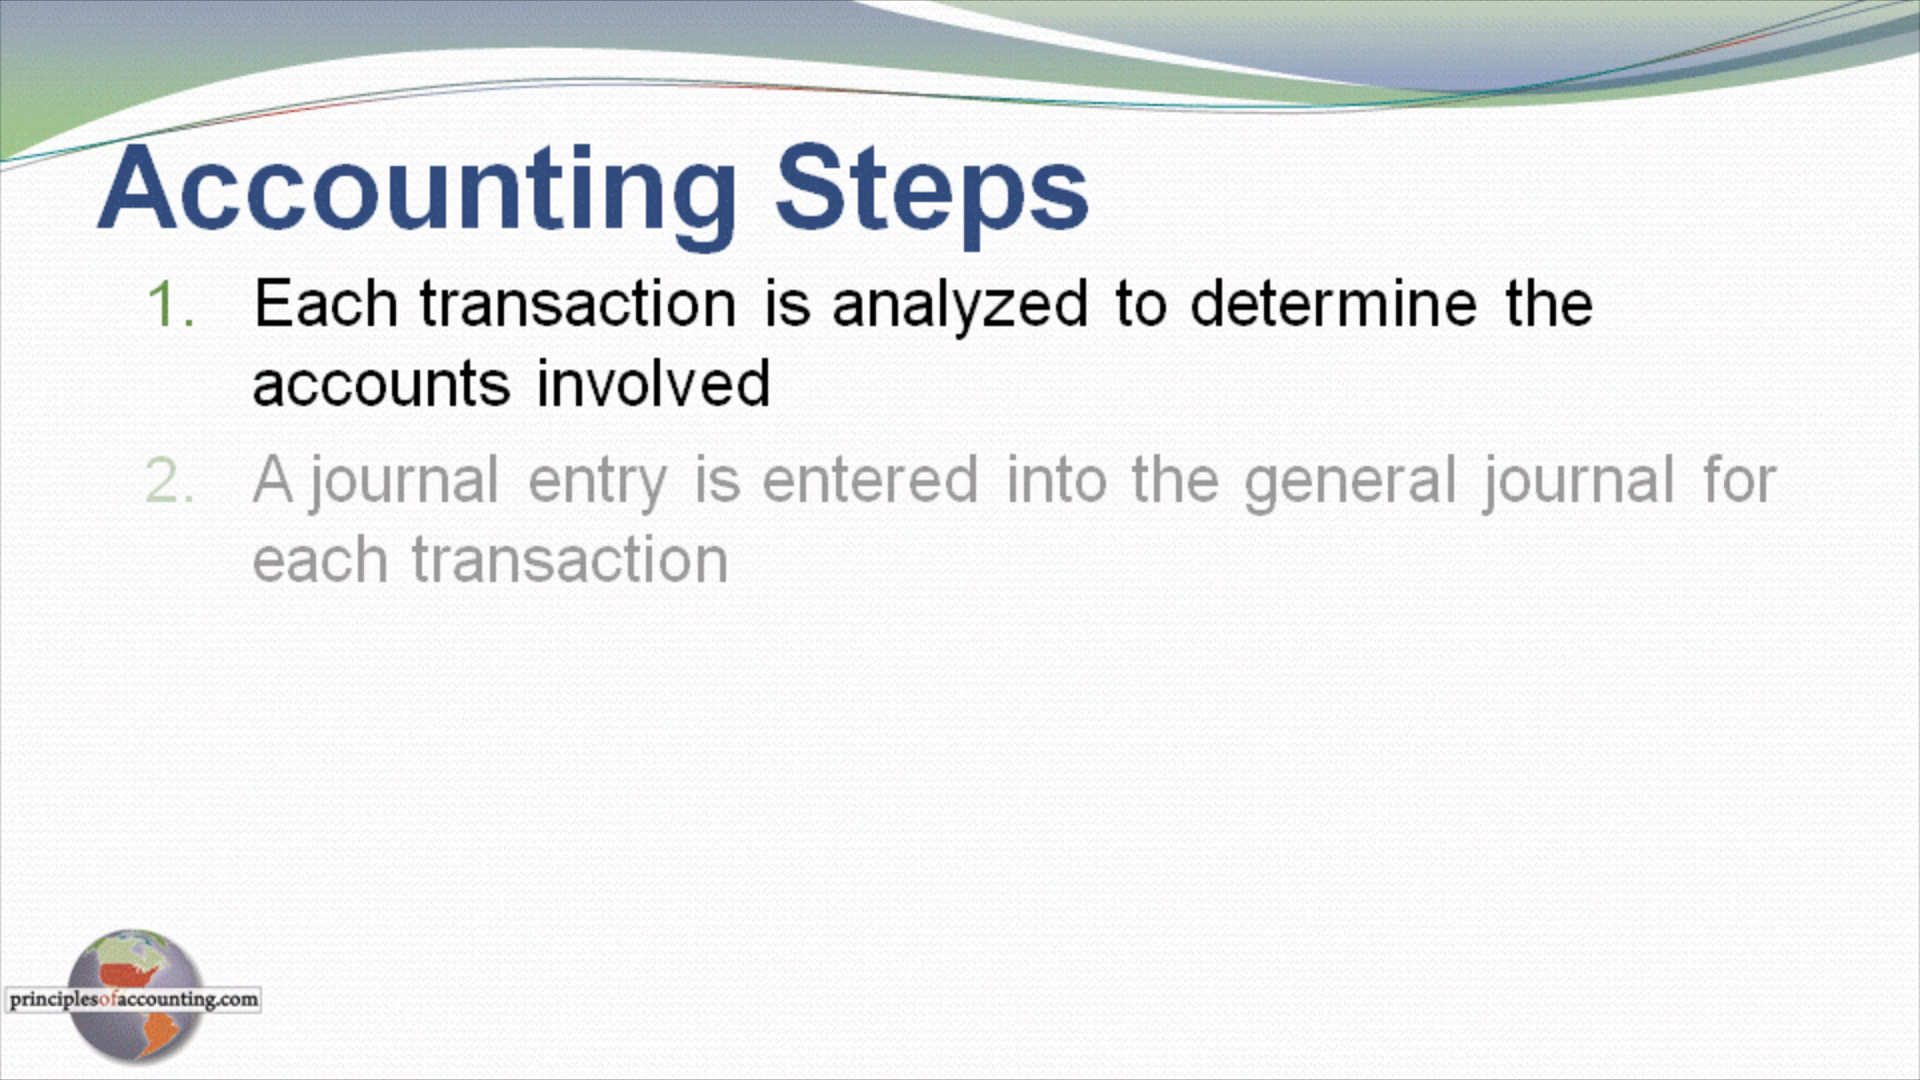 Accounting Steps
1. Each transaction is analyzed to determine the
accounts involved
2. A journal entry is entered into the general journal for
each transaction
principlesofaccounting.com